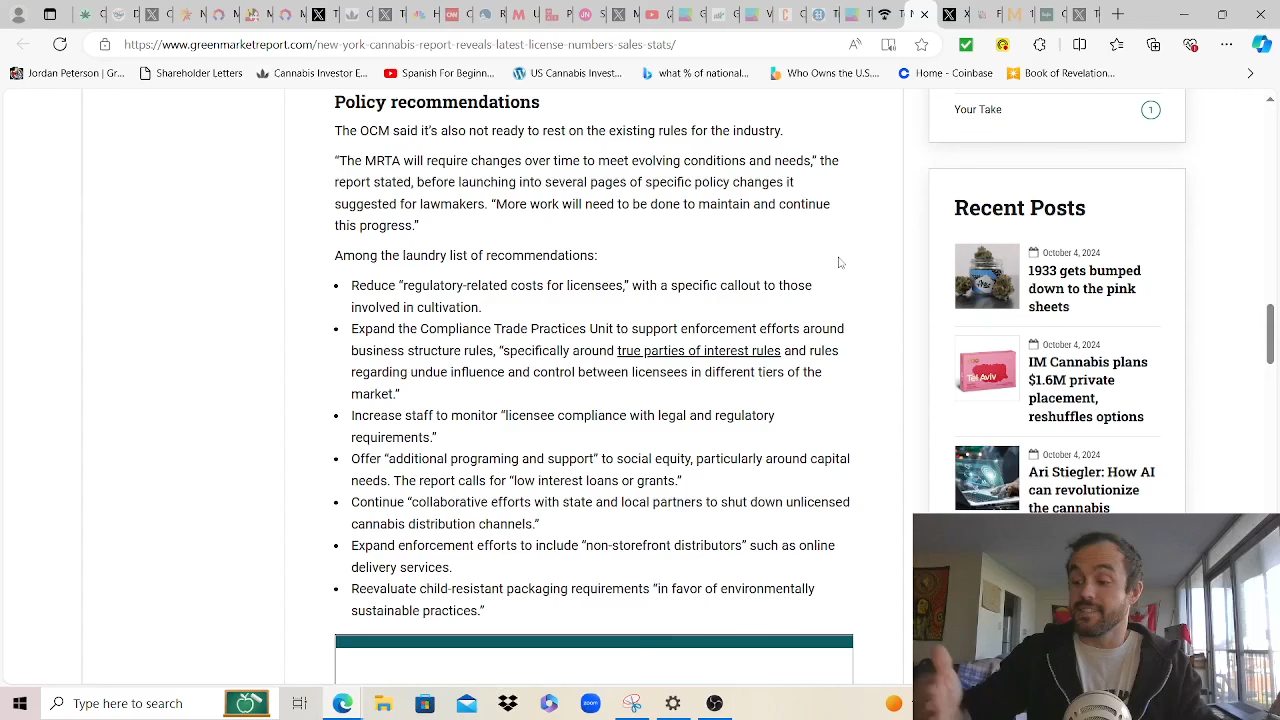 https://www.greenmarketreport.com/new-york-cannabis-report-reveals-latest-license-numbers-sales-stats/
Jordan Peterson | Gr...
Shareholder Letters
Cannabis Investor E...
Spanish For Beginn...
US Cannabis Invest...
what % of national...
Who Owns the U.S....
Home - Coinbase
Book of Revelation...
Policy recommendations
The OCM said it's also not ready to rest on the existing rules for the industry.
“The MRTA will require changes over time to meet evolving conditions and needs,” the
report stated, before launching into several pages of specific policy changes it
suggested for lawmakers. “More work will need to be done to maintain and continue
this progress.”
Among the laundry list of recommendations:
• Reduce “regulatory-related costs for licensees,” with a specific callout to those
involved in cultivation.
• Expand the Compliance Trade Practices Unit to support enforcement efforts around
business structure rules, “specifically around true parties of interest rules and rules
regarding undue influence and control between licensees in different tiers of the
market.”
• Increase staff to monitor “licensee compliance with legal and regulatory
requirements.”
• Offer “additional programing and support” to social equity, particularly around capital
needs. The report calls for “low interest loans or grants.”
• Continue “collaborative efforts with state and local partners to shut down unlicensed
cannabis distribution channels.”
• Expand enforcement efforts to include “non-storefront distributors” such as online
delivery services.
• Reevaluate child-resistant packaging requirements “in favor of environmentally
sustainable practices.”
Your Take
1
Recent Posts
October 4, 2024
1933 gets bumped
down to the pink
sheets
October 4, 2024
IM Cannabis plans
$1.6M private
placement,
reshuffles options
Tel Aviv
October 4, 2024
Ari Stiegler: How AI
can revolutionize
the cannabis
Type here to search
zoom